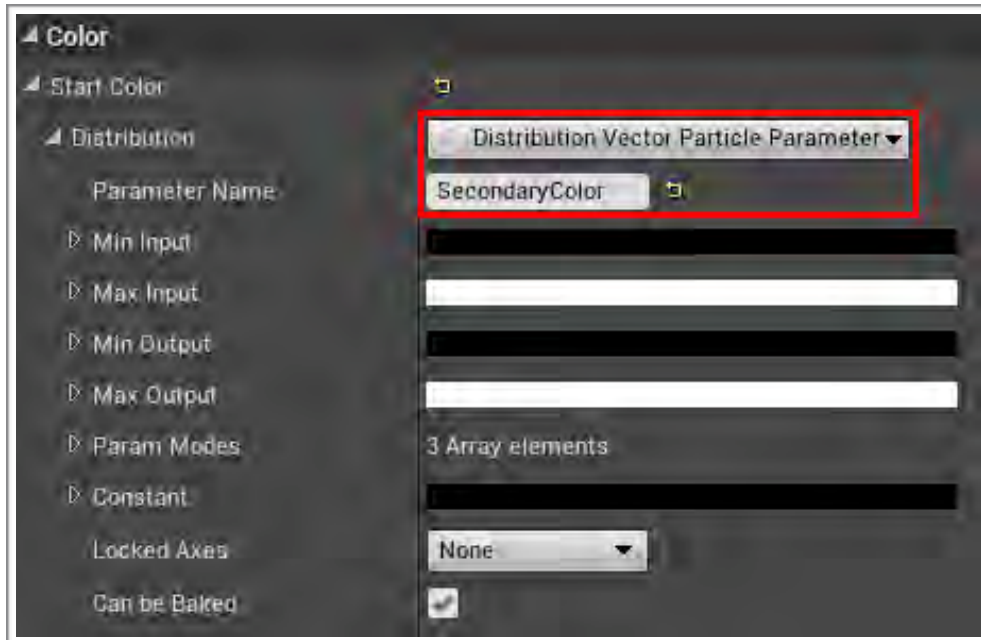 Color
Start Color
Distribution
Distribution Vector Particle Parameter
Parameter Name
SecondaryColor
Min Input
Max Input
Min Output
Max Output
Param Modes
3 Array elements
Constant
Locked Axes
None
Can be Baked